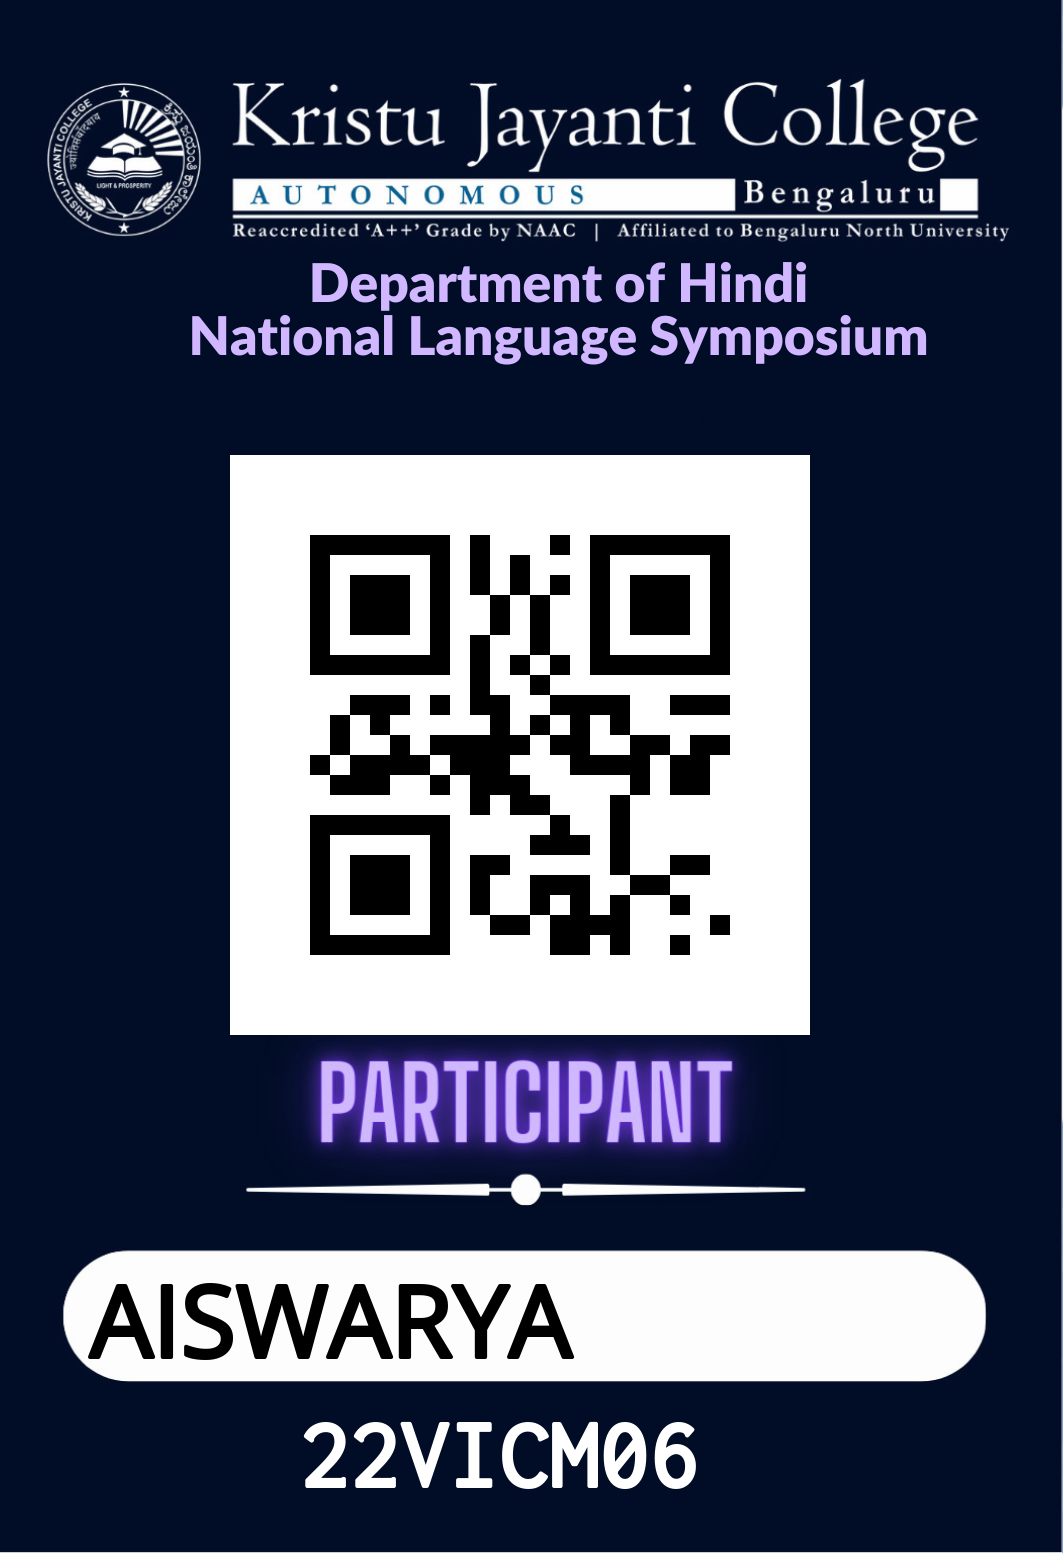 KRISTU JAYANTI COLLEGE
LIGHT & PROSPERITY
Kristu Jayanti College
AUTONOMOUS Bengaluru
Reaccredited ‘A++’ Grade by NAAC | Affiliated to Bengaluru North University
Department of Hindi
National Language Symposium
PARTICIPANT
AISWARYA
22VICM06